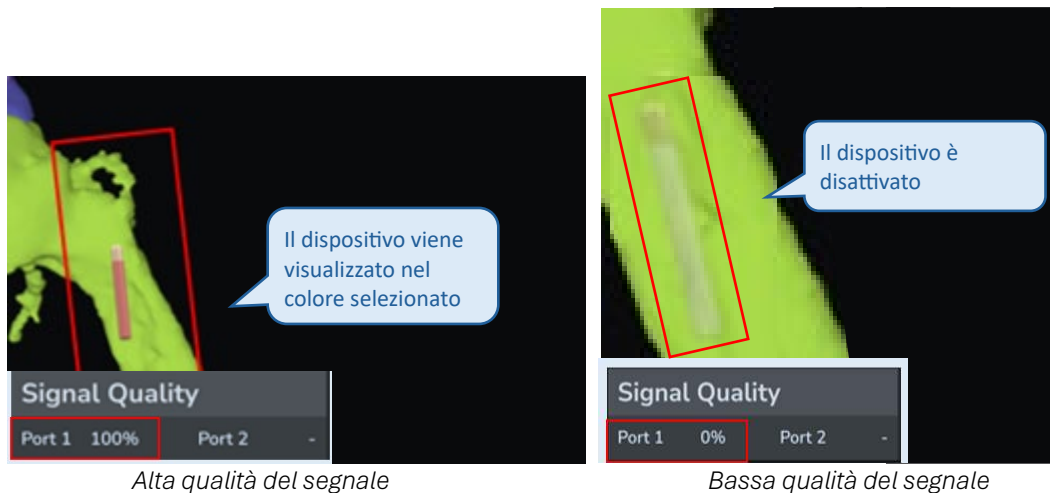 Il dispositivo viene
visualizzato nel
colore selezionato
Signal Quality
Port 1 100% Port 2 -
Alta qualità del segnale
Il dispositivo è
disattivato
Signal Quality
Port 1 0% Port 2 -
Bassa qualità del segnale